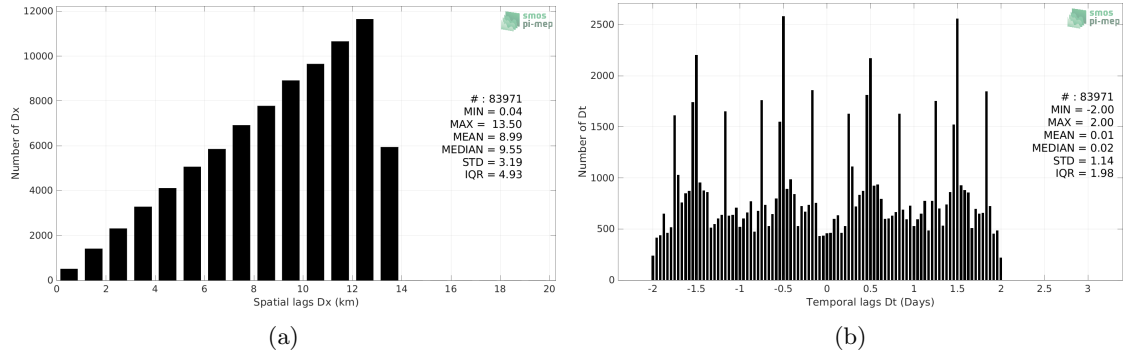 12000
10000
8000
6000
4000
2000
0
Number of Dx
smos
pi-mep
# : 83971
MIN = 0.04
MAX = 13.50
MEAN = 8.99
MEDIAN = 9.55
STD = 3.19
IQR = 4.93
0 2 4 6 8 10 12 14 16 18 20
Spatial lags Dx (km)
(a)
2500
2000
1500
1000
500
0
Number of Dt
smos
pi-mep
# : 83971
MIN = -2.00
MAX = 2.00
MEAN = 0.01
MEDIAN = 0.02
STD = 1.14
IQR = 1.98
-2 -1.5 -1 -0.5 0 0.5 1 1.5 2 2.5 3
Temporal lags Dt (Days)
(b)